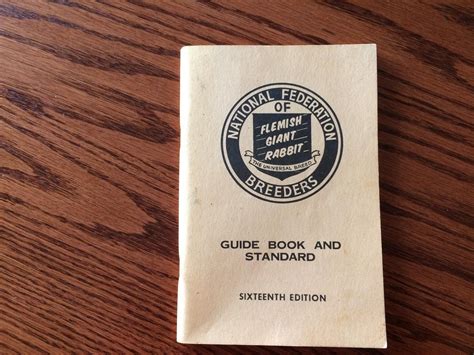 NATIONAL FEDERATION
OF
FLEMISH
GIANT
RABBIT
THE UNIVERSAL BREED
BREEDERS
GUIDE BOOK AND
STANDARD
SIXTEENTH EDITION